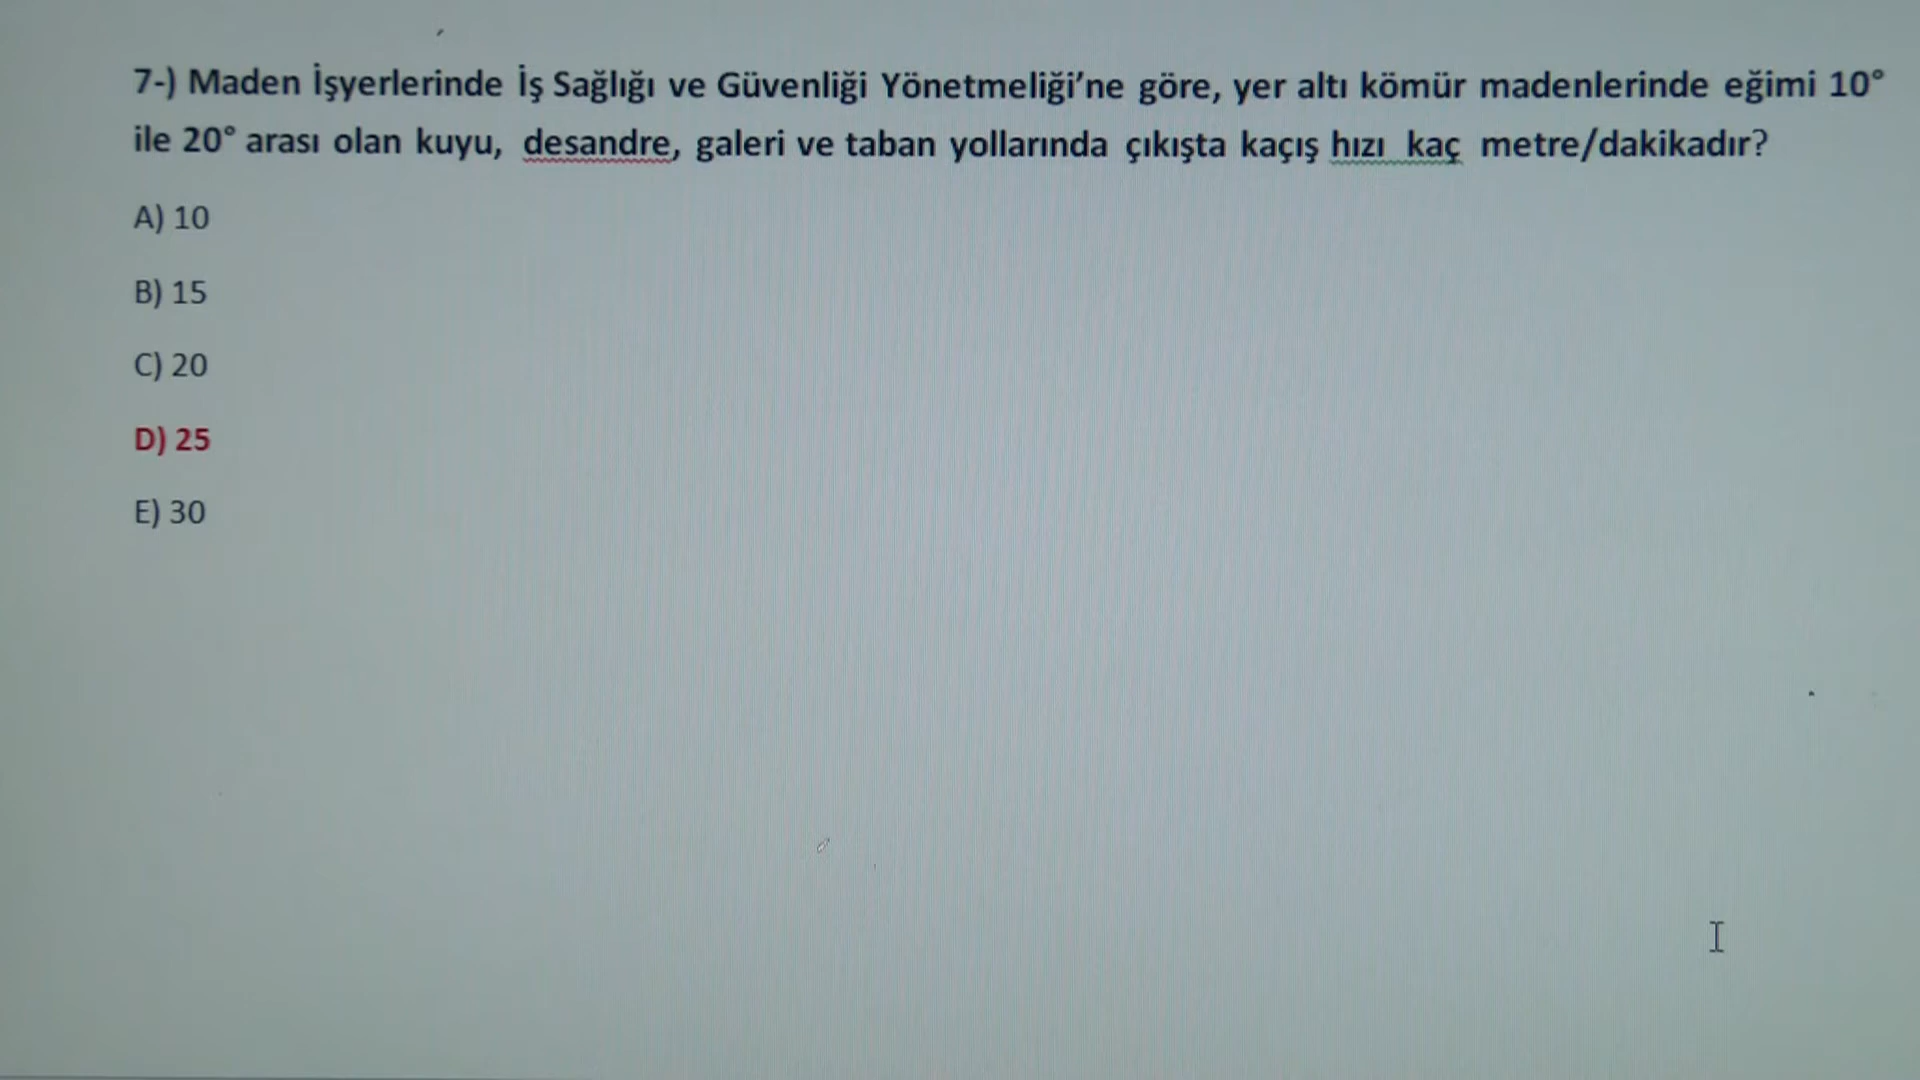 7-) Maden İşyerlerinde İş Sağlığı ve Güvenliği Yönetmeliği’ne göre, yer altı kömür madenlerinde eğimi 10°
ile 20° arası olan kuyu, desandre, galeri ve taban yollarında çıkışta kaçış hızı kaç metre/dakikadır?
A) 10
B) 15
C) 20
D) 25
E) 30